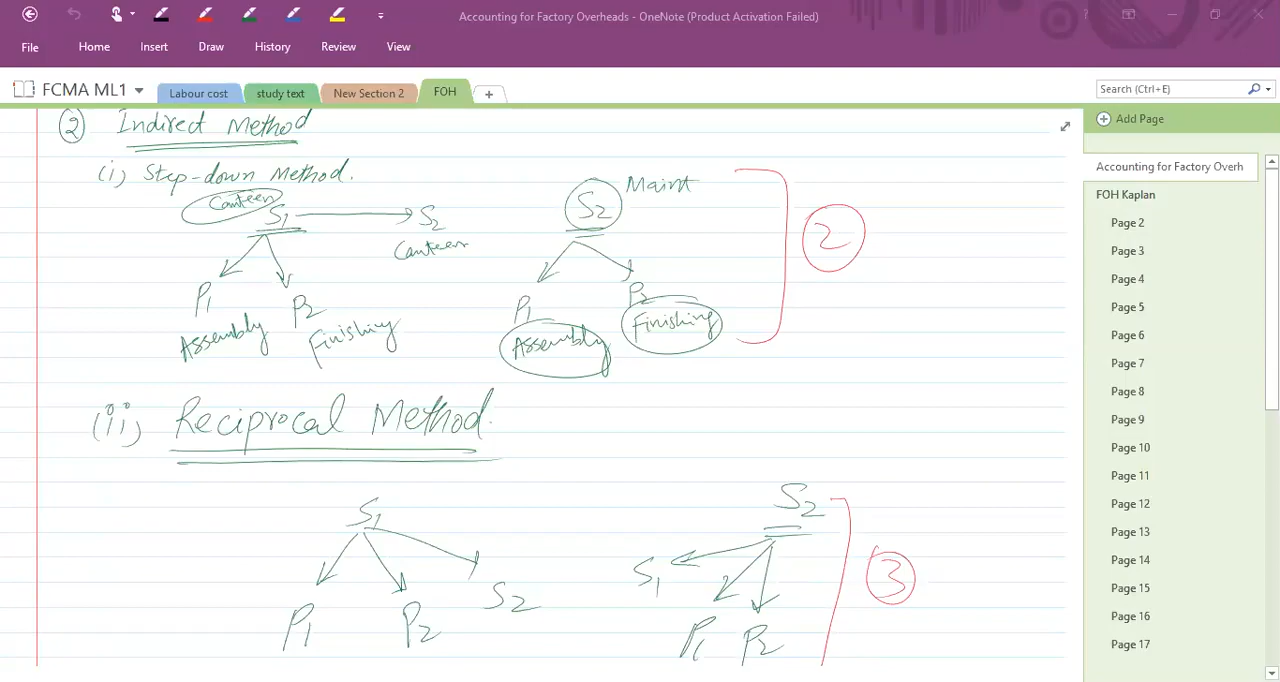 Accounting for Factory Overheads - OneNote (Product Activation Failed)
File Home Insert Draw History Review View
FCMA ML1 Labour cost study text New Section 2 FOH +
Search (Ctrl+E)
Add Page
Accounting for Factory Overh
FOH Kaplan
Page 2
Page 3
Page 4
Page 5
Page 6
Page 7
Page 8
Page 9
Page 10
Page 11
Page 12
Page 13
Page 14
Page 15
Page 16
Page 17
② Indirect Method
(i) Step-down Method.
Canteen S1 → S2
Canteen
P1 P2
Assembly Finishing
S2 Maint
P1 P2
Assembly Finishing
2
(ii) Reciprocal Method.
S1
P1 P2 S2
S2
S1 P1 P2
3